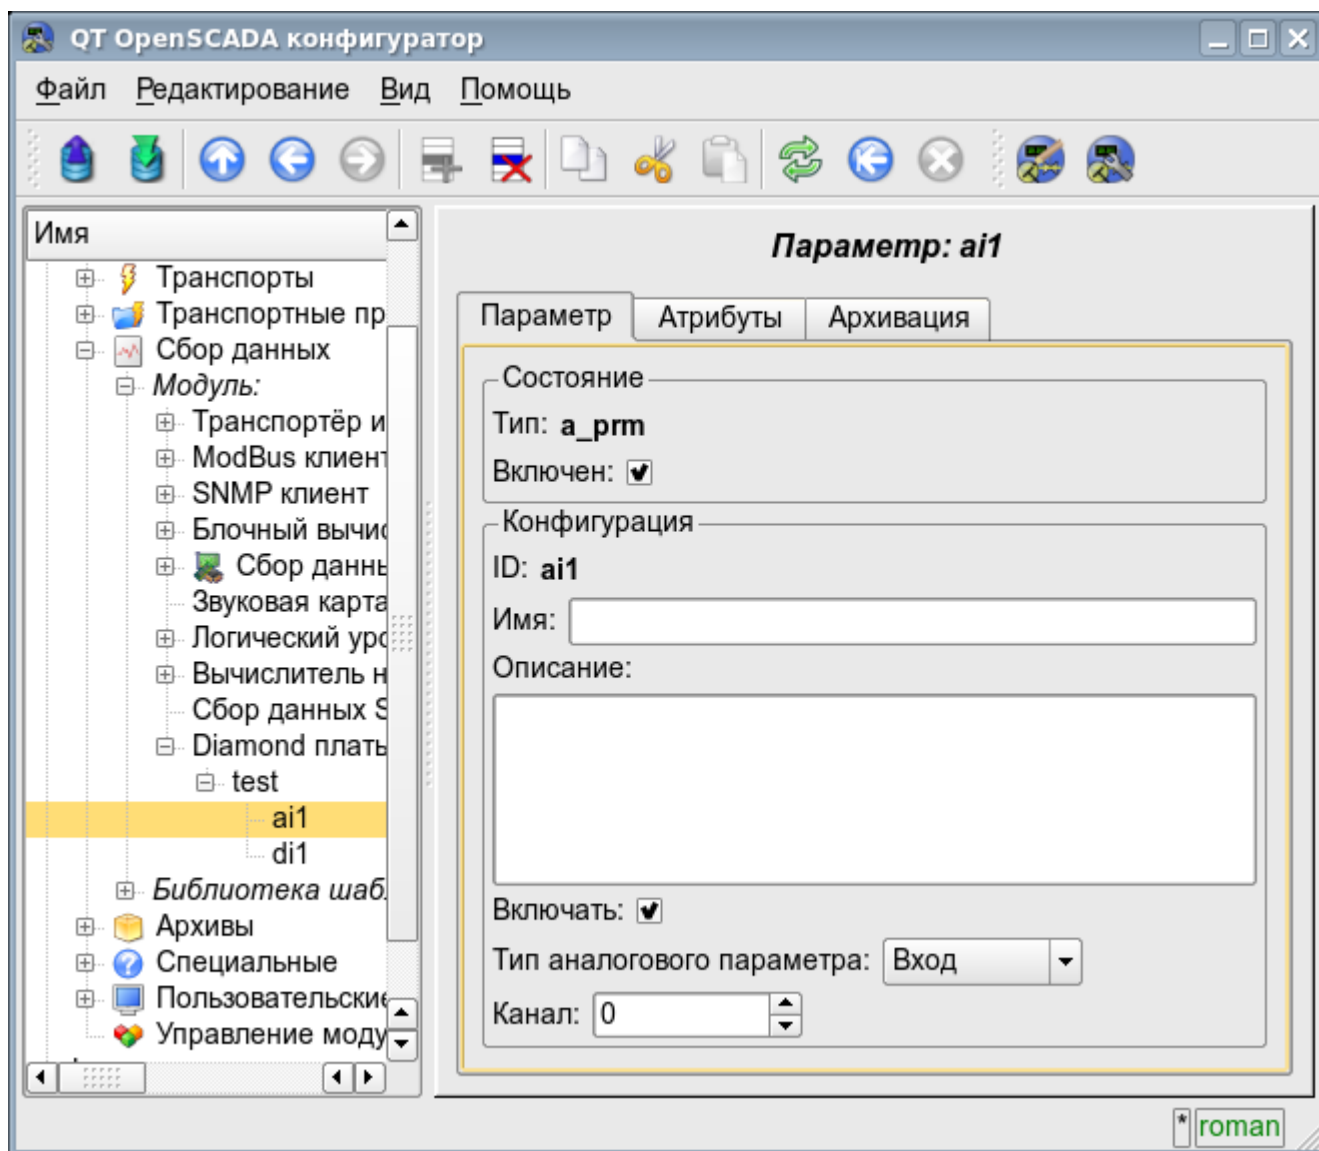 QT OpenSCADA конфигуратор
Файл Редактирование Вид Помощь
Имя
Транспорты
Транспортные пр
Сбор данных
Модуль:
Транспортёр и
ModBus клиент
SNMP клиент
Блочный вычис
Сбор даннь
Звуковая карта
Логический уро
Вычислитель н
Сбор данных S
Diamond платы
test
ai1
di1
Библиотека шаб
Архивы
Специальные
Пользовательские
Управление моду
Параметр: ai1
Параметр Атрибуты Архивация
Состояние
Тип: a_prm
Включен:
Конфигурация
ID: ai1
Имя:
Описание:
Включать:
Тип аналогового параметра: Вход
Канал: 0
* roman